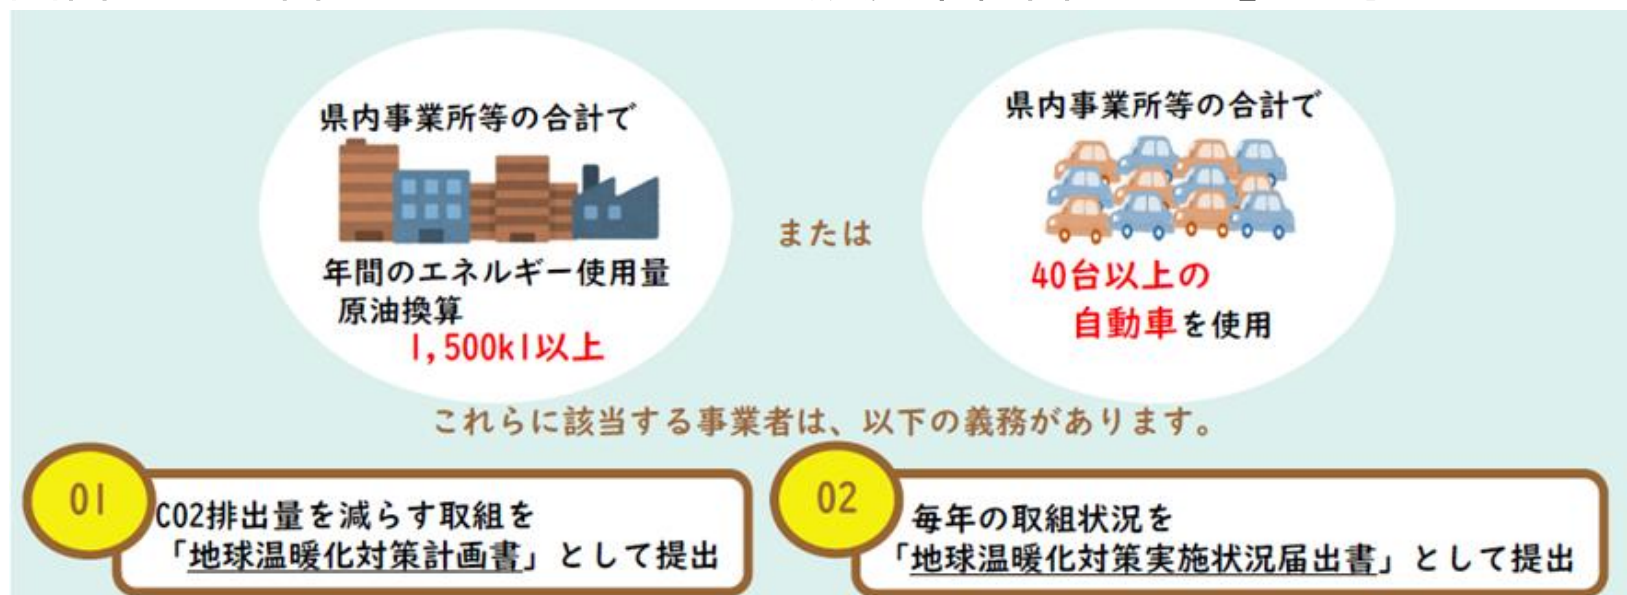 県内事業所等の合計で
年間のエネルギー使用量
原油換算
1,500kl以上
または
県内事業所等の合計で
40台以上の
自動車を使用
これらに該当する事業者は、以下の義務があります。
01
CO2排出量を減らす取組を
「地球温暖化対策計画書」として提出
02
毎年の取組状況を
「地球温暖化対策実施状況届出書」として提出